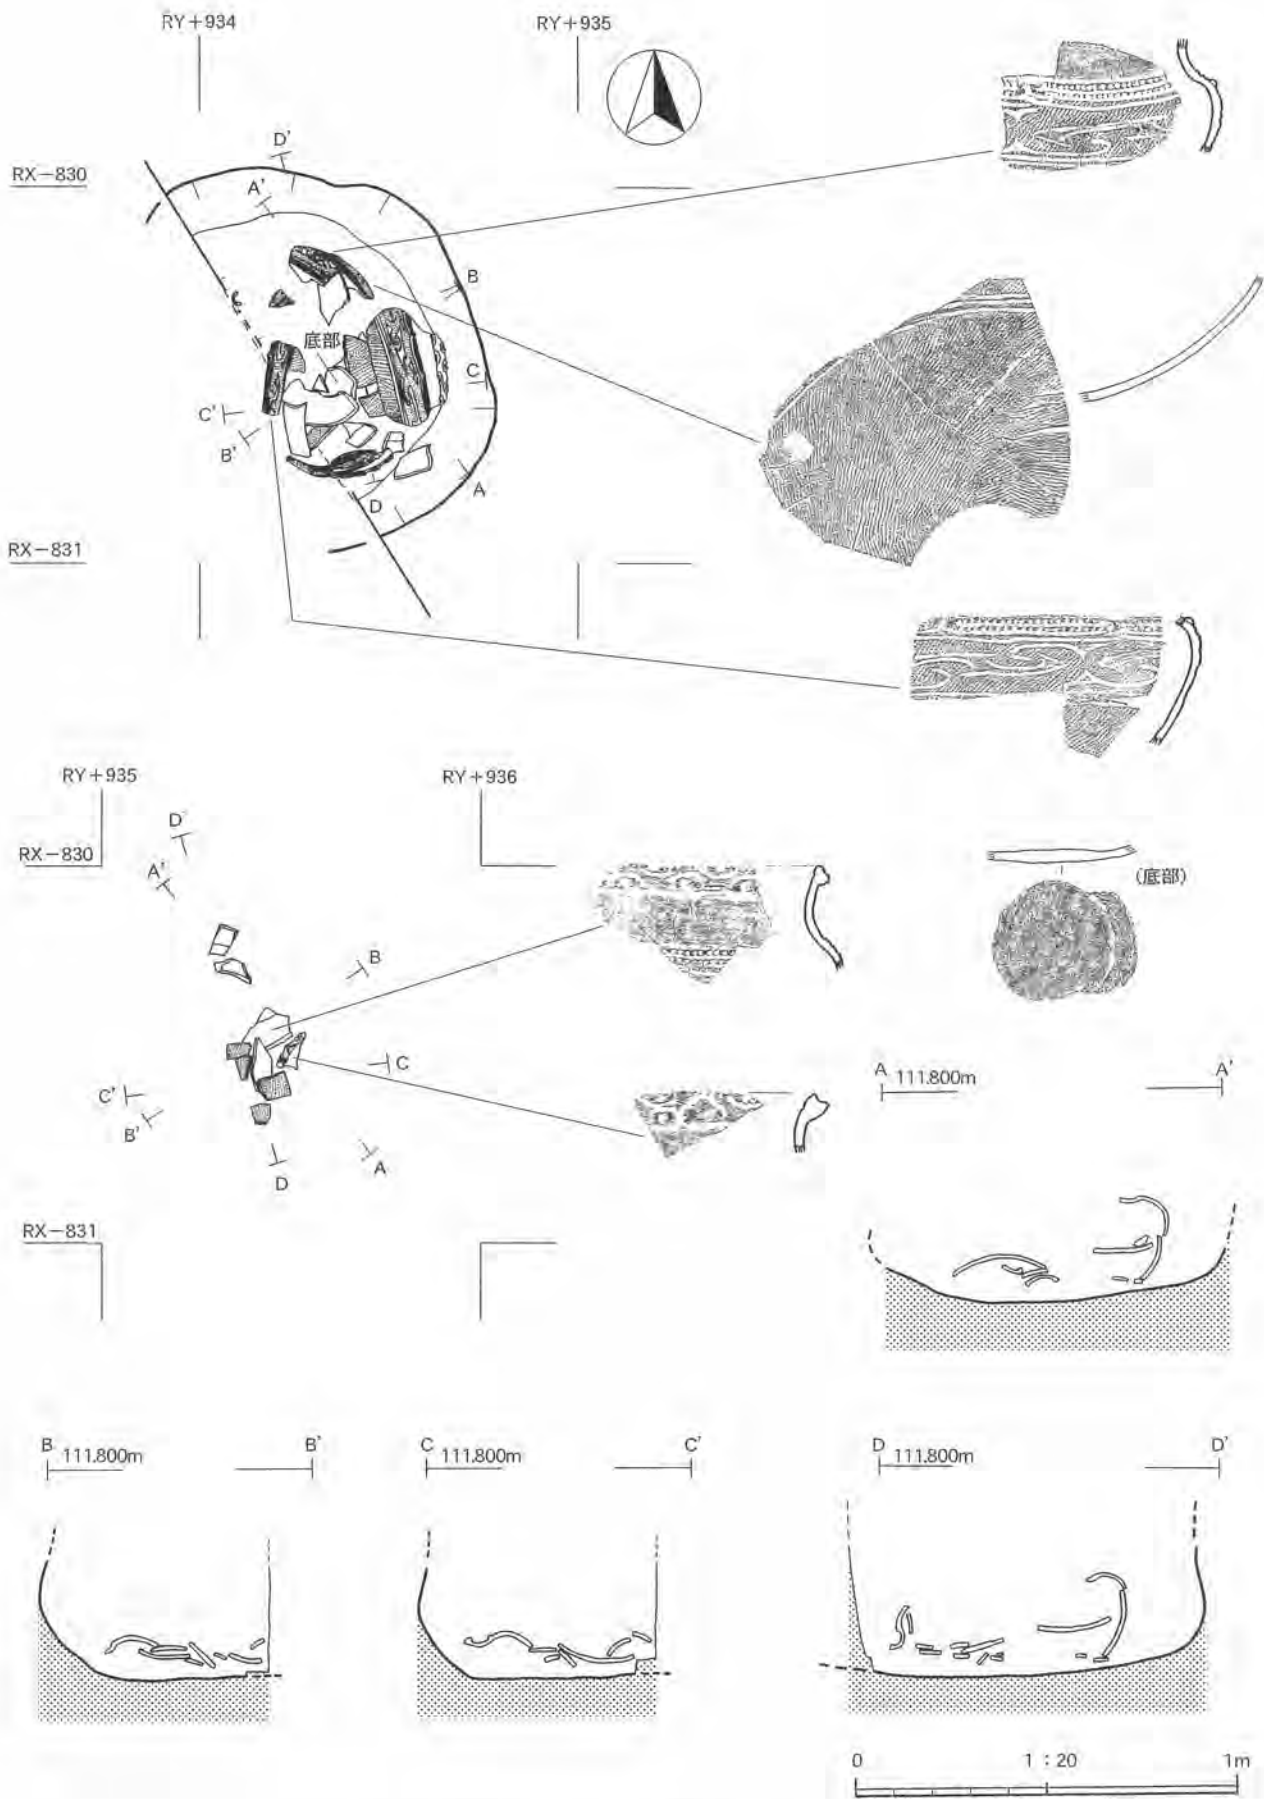 RY+934
RY+935
RX-830
D'
A'
B
底部
C
C'
B'
A
D
RX-831
RY+935
RY+936
D'
RX-830
A'
(底部)
B
C
C'
B'
A
D
RX-831
A 111.800m A'
B 111.800m B'
C 111.800m C'
D 111.800m D'
0 1:20 1m